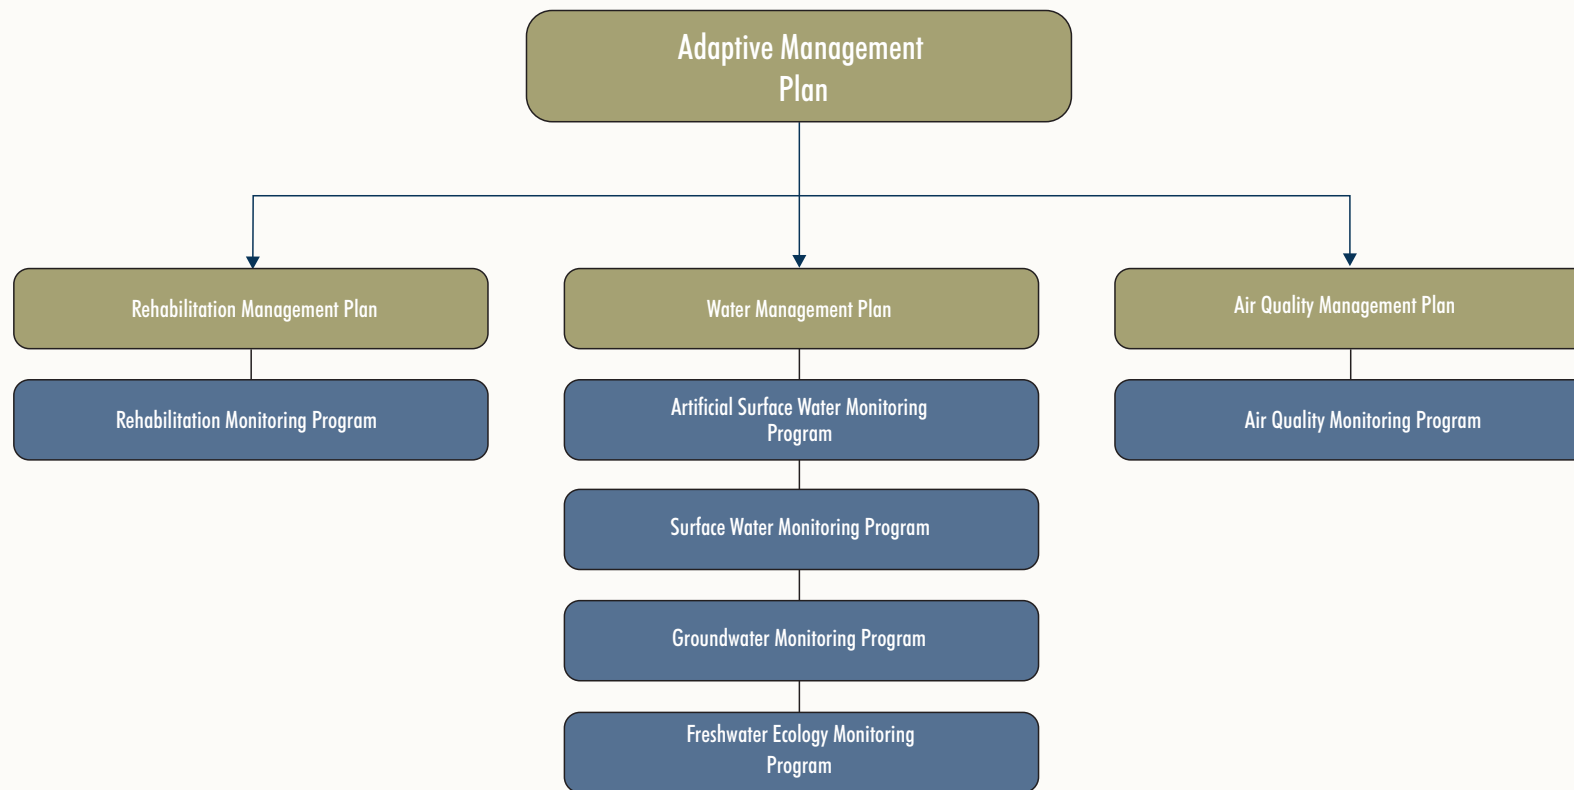 Adaptive Management
Plan
Rehabilitation Management Plan
Water Management Plan
Air Quality Management Plan
Rehabilitation Monitoring Program
Artificial Surface Water Monitoring
Program
Air Quality Monitoring Program
Surface Water Monitoring Program
Groundwater Monitoring Program
Freshwater Ecology Monitoring
Program